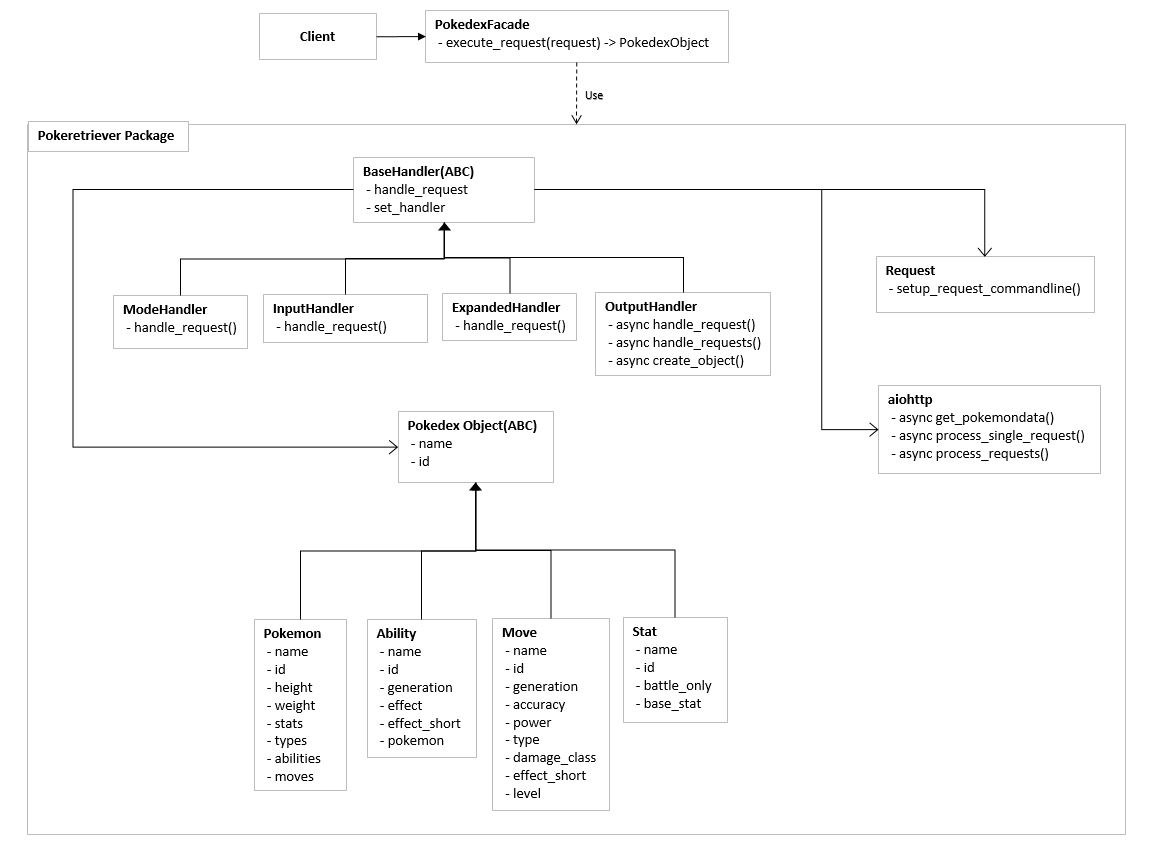 Client
PokedexFacade
- execute_request(request) -> PokedexObject
Use
Pokeretriever Package
BaseHandler(ABC)
- handle_request
- set_handler
ModeHandler
- handle_request()
InputHandler
- handle_request()
ExpandedHandler
- handle_request()
OutputHandler
- async handle_request()
- async handle_requests()
- async create_object()
Request
- setup_request_commandline()
aiohttp
- async get_pokemondata()
- async process_single_request()
- async process_requests()
Pokedex Object(ABC)
- name
- id
Pokemon
- name
- id
- height
- weight
- stats
- types
- abilities
- moves
Ability
- name
- id
- generation
- effect
- effect_short
- pokemon
Move
- name
- id
- generation
- accuracy
- power
- type
- damage_class
- effect_short
- level
Stat
- name
- id
- battle_only
- base_stat